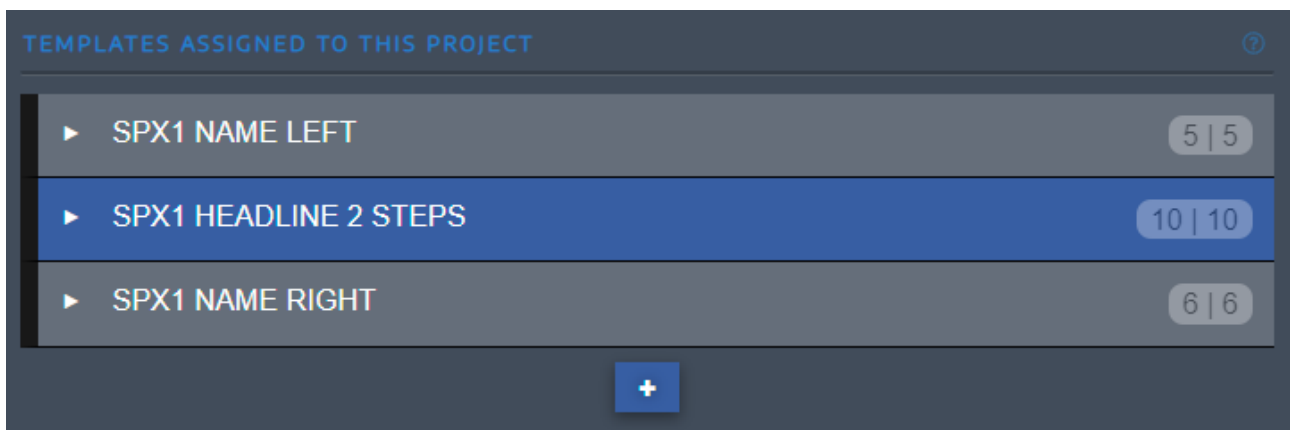 TEMPLATES ASSIGNED TO THIS PROJECT ?
SPX1 NAME LEFT 5 | 5
SPX1 HEADLINE 2 STEPS 10 | 10
SPX1 NAME RIGHT 6 | 6
+